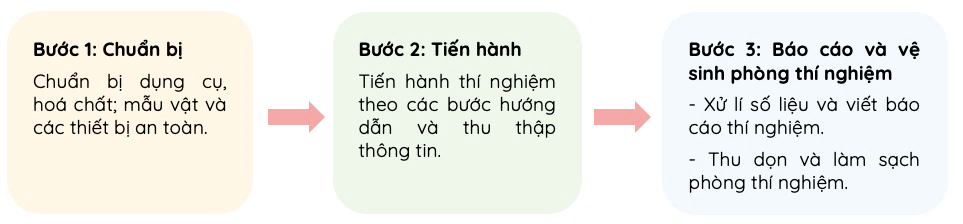 Bước 1: Chuẩn bị
Chuẩn bị dụng cụ,
hoá chất; mẫu vật và
các thiết bị an toàn.
Bước 2: Tiến hành
Tiến hành thí nghiệm
theo các bước hướng
dẫn và thu thập
thông tin.
Bước 3: Báo cáo và vệ
sinh phòng thí nghiệm
- Xử lí số liệu và viết báo
cáo thí nghiệm.
- Thu dọn và làm sạch
phòng thí nghiệm.